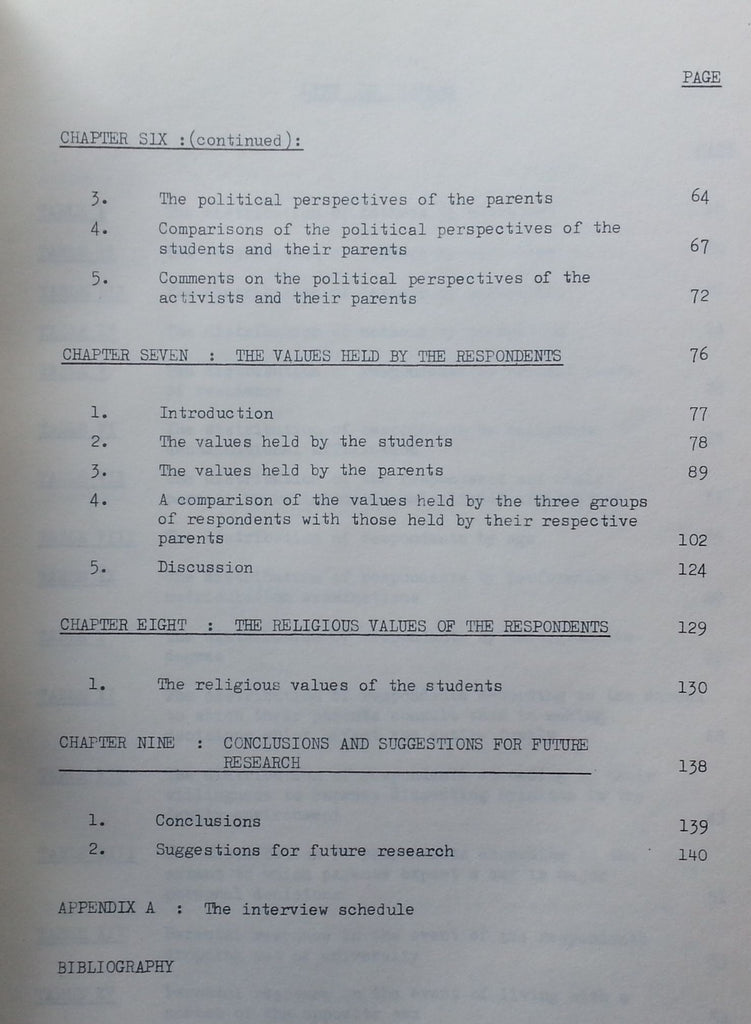 PAGE
CHAPTER SIX :(continued):
3. The political perspectives of the parents 64
4. Comparisons of the political perspectives of the
students and their parents 67
5. Comments on the political perspectives of the
activists and their parents 72
CHAPTER SEVEN : THE VALUES HELD BY THE RESPONDENTS 76
1. Introduction 77
2. The values held by the students 78
3. The values held by the parents 89
4. A comparison of the values held by the three groups
of respondents with those held by their respective
parents 102
5. Discussion 124
CHAPTER EIGHT : THE RELIGIOUS VALUES OF THE RESPONDENTS 129
1. The religious values of the students 130
CHAPTER NINE : CONCLUSIONS AND SUGGESTIONS FOR FUTURE
RESEARCH 138
1. Conclusions 139
2. Suggestions for future research 140
APPENDIX A : The interview schedule
BIBLIOGRAPHY